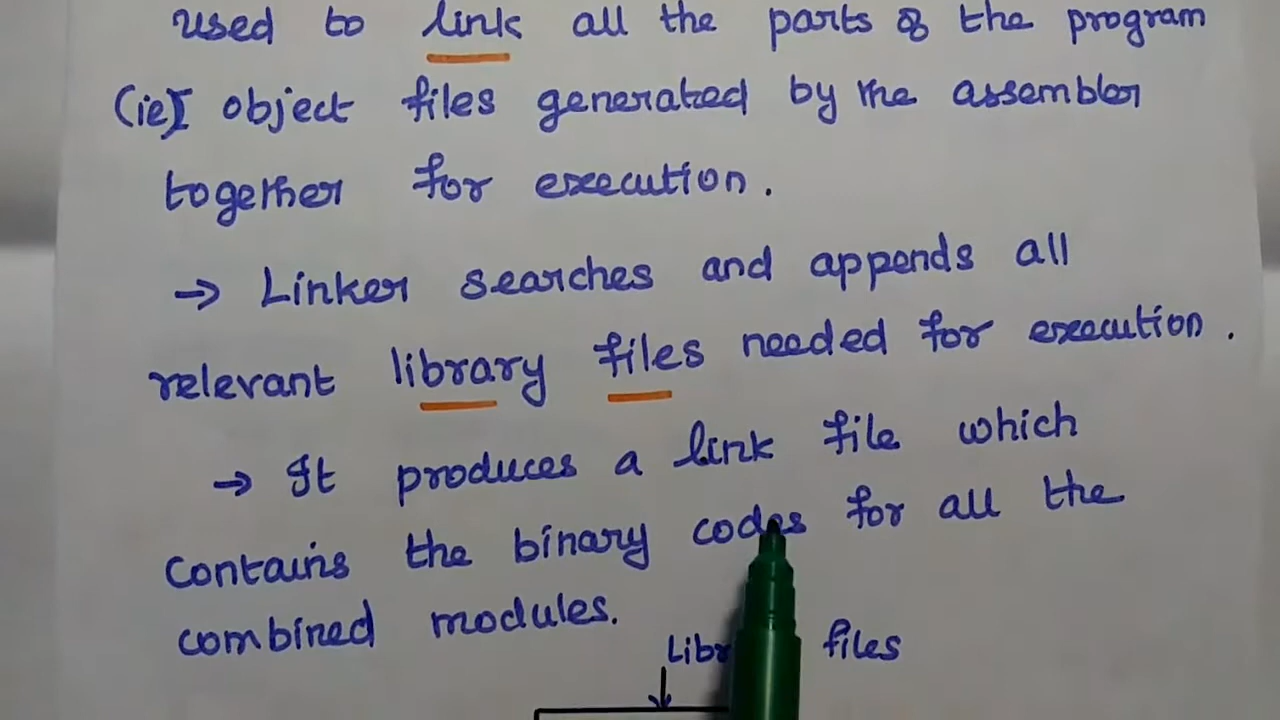 used to link all the parts of the program
(ie) object files generated by the assembler
together for execution.
→ Linker searches and appends all
relevant library files needed for execution.
→ It produces a link file which
contains the binary codes for all the
combined modules.
files